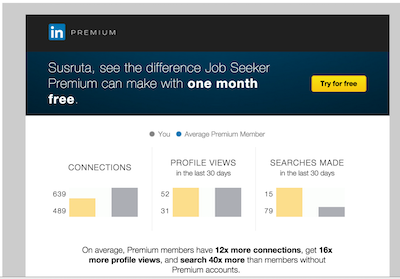 in PREMIUM
Susruta, see the difference Job Seeker
Premium can make with one month
free.
Try for free
You Average Premium Member
CONNECTIONS
639
489
PROFILE VIEWS
in the last 30 days
52
31
SEARCHES MADE
in the last 30 days
15
79
On average, Premium members have 12x more connections, get 16x
more profile views, and search 40x more than members without
Premium accounts.